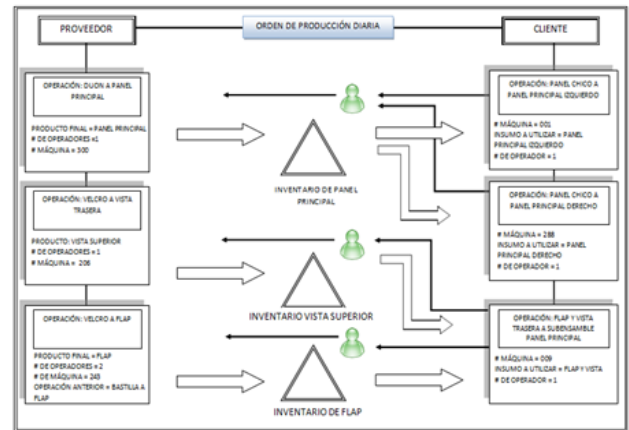 PROVEEDOR
ORDEN DE PRODUCCIÓN DIARIA
CLIENTE
OPERACIÓN: DUON A PANEL
PRINCIPAL
PRODUCTO FINAL = PANEL PRINCIPAL
# DE OPERADORES =1
# MÁQUINA = 300
OPERACIÓN: VELCRO A VISTA
TRASERA
PRODUCTO: VISTA SUPERIOR
# DE OPERADORES = 1
# MÁQUINA = 206
OPERACIÓN: VELCRO A FLAP
PRODUCTO FINAL = FLAP
# DE OPERADORES = 2
# DE MÁQUINA = 245
OPERACIÓN ANTERIOR = BASTILLA A
FLAP
INVENTARIO DE PANEL
PRINCIPAL
INVENTARIO VISTA SUPERIOR
INVENTARIO DE FLAP
OPERACIÓN: PANEL CHICO A
PANEL PRINCIPAL IZQUIERDO
# MÁQUINA = 001
INSUMO A UTILIZAR = PANEL
PRINCIPAL IZQUIERDO
# DE OPERADOR = 1
OPERACIÓN: PANEL CHICO A
PANEL PRINCIPAL DERECHO
# MÁQUINA = 288
INSUMO A UTILIZAR = PANEL
PRINCIPAL DERECHO
# DE OPERADOR = 1
OPERACIÓN: FLAP Y VISTA
TRASERA A SUBENSAMBLE
PANEL PRINCIPAL
# MÁQUINA = 009
INSUMO A UTILIZAR = FLAP Y VISTA
# DE OPERADOR = 1